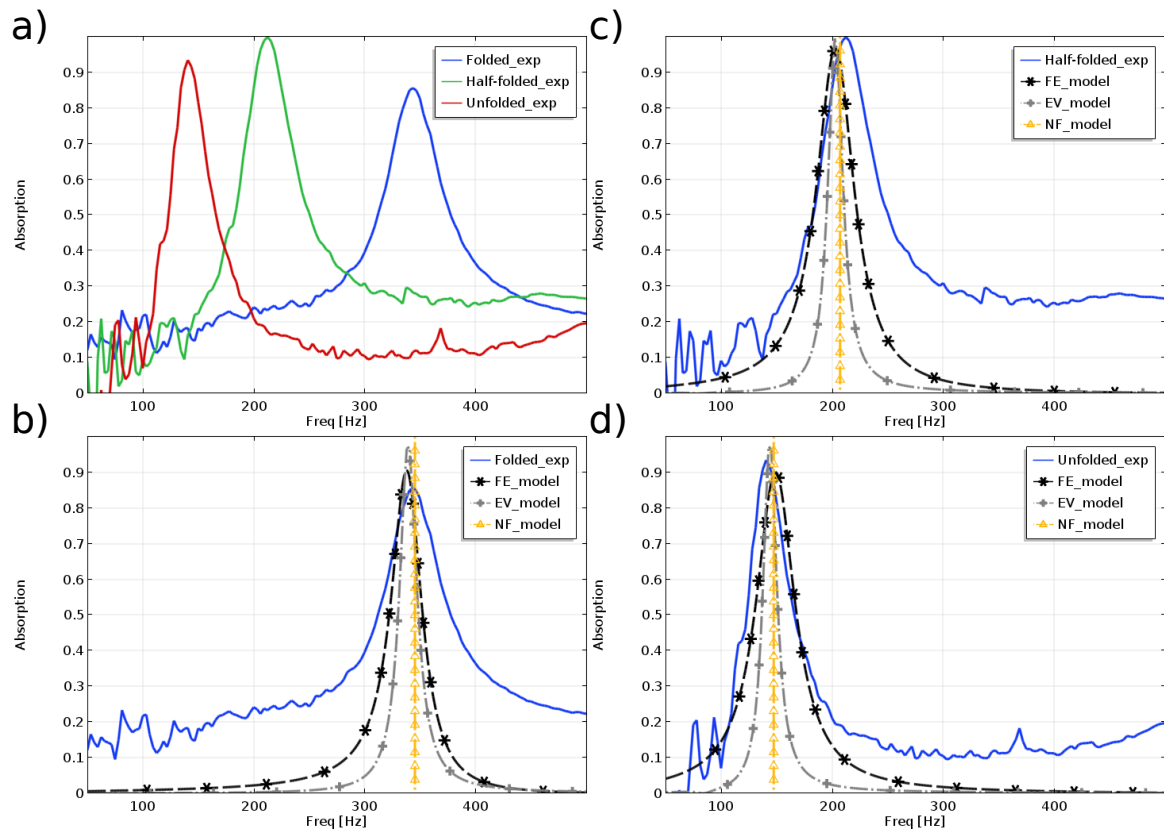 a)
0.9
0.8
0.7
0.6
0.5
0.4
0.3
0.2
0.1
0
Absorption
100
200
300
400
Freq [Hz]
Folded_exp
Half-folded_exp
Unfolded_exp
c)
0.9
0.8
0.7
0.6
0.5
0.4
0.3
0.2
0.1
0
Absorption
100
200
300
400
Freq [Hz]
Half-folded_exp
FE_model
EV_model
NF_model
b)
0.9
0.8
0.7
0.6
0.5
0.4
0.3
0.2
0.1
0
Absorption
100
200
300
400
Freq [Hz]
Folded_exp
FE_model
EV_model
NF_model
d)
0.9
0.8
0.7
0.6
0.5
0.4
0.3
0.2
0.1
0
Absorption
100
200
300
400
Freq [Hz]
Unfolded_exp
FE_model
EV_model
NF_model